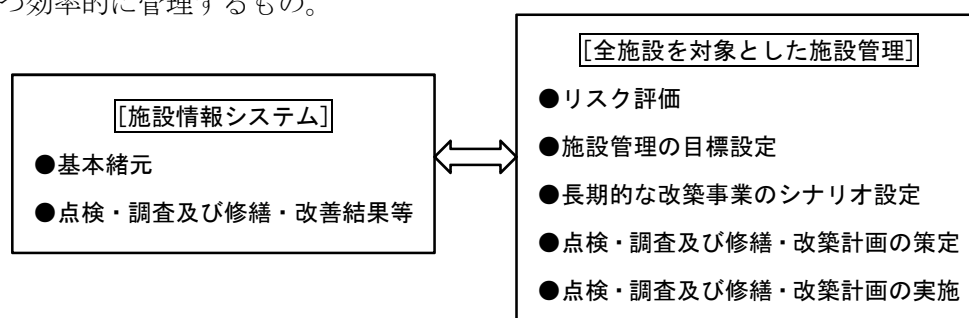 つ効率的に管理するもの。
[施設情報システム]
●基本緒元
●点検・調査及び修繕・改善結果等
[全施設を対象とした施設管理]
●リスク評価
●施設管理の目標設定
●長期的な改築事業のシナリオ設定
●点検・調査及び修繕・改築計画の策定
●点検・調査及び修繕・改築計画の実施